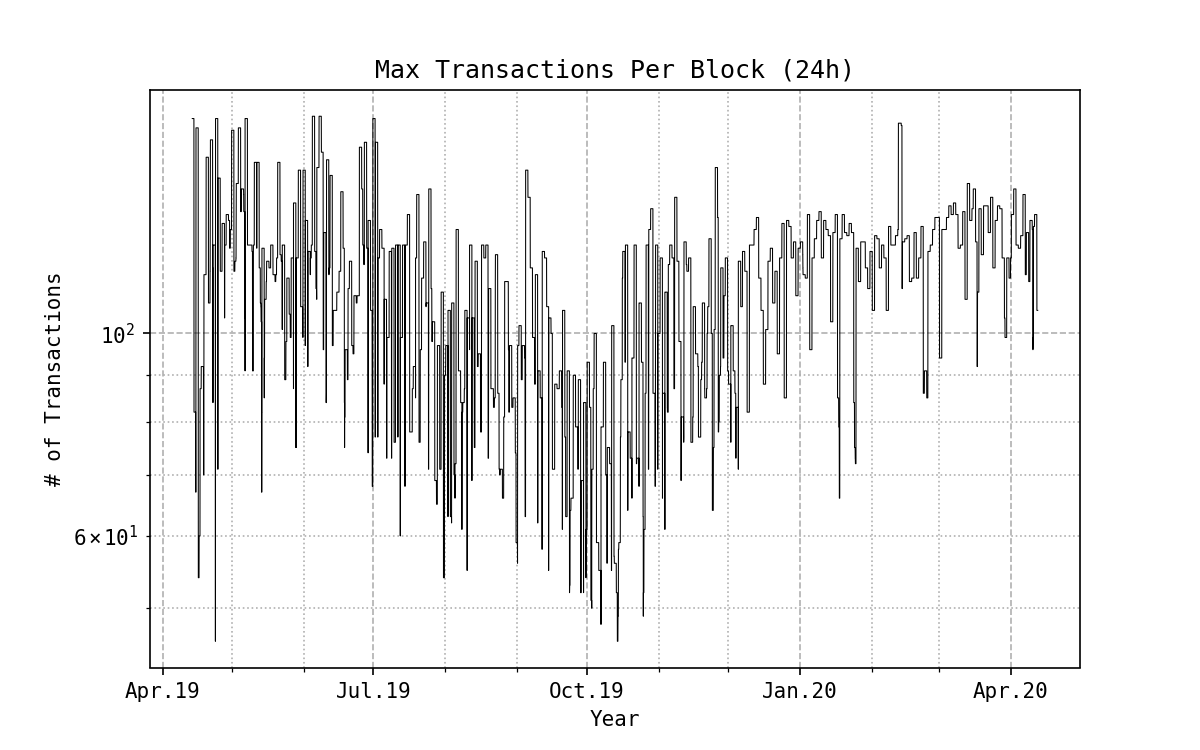 Max Transactions Per Block (24h)
# of Transactions
10²
6×10¹
Apr.19 Jul.19 Oct.19 Jan.20 Apr.20
Year